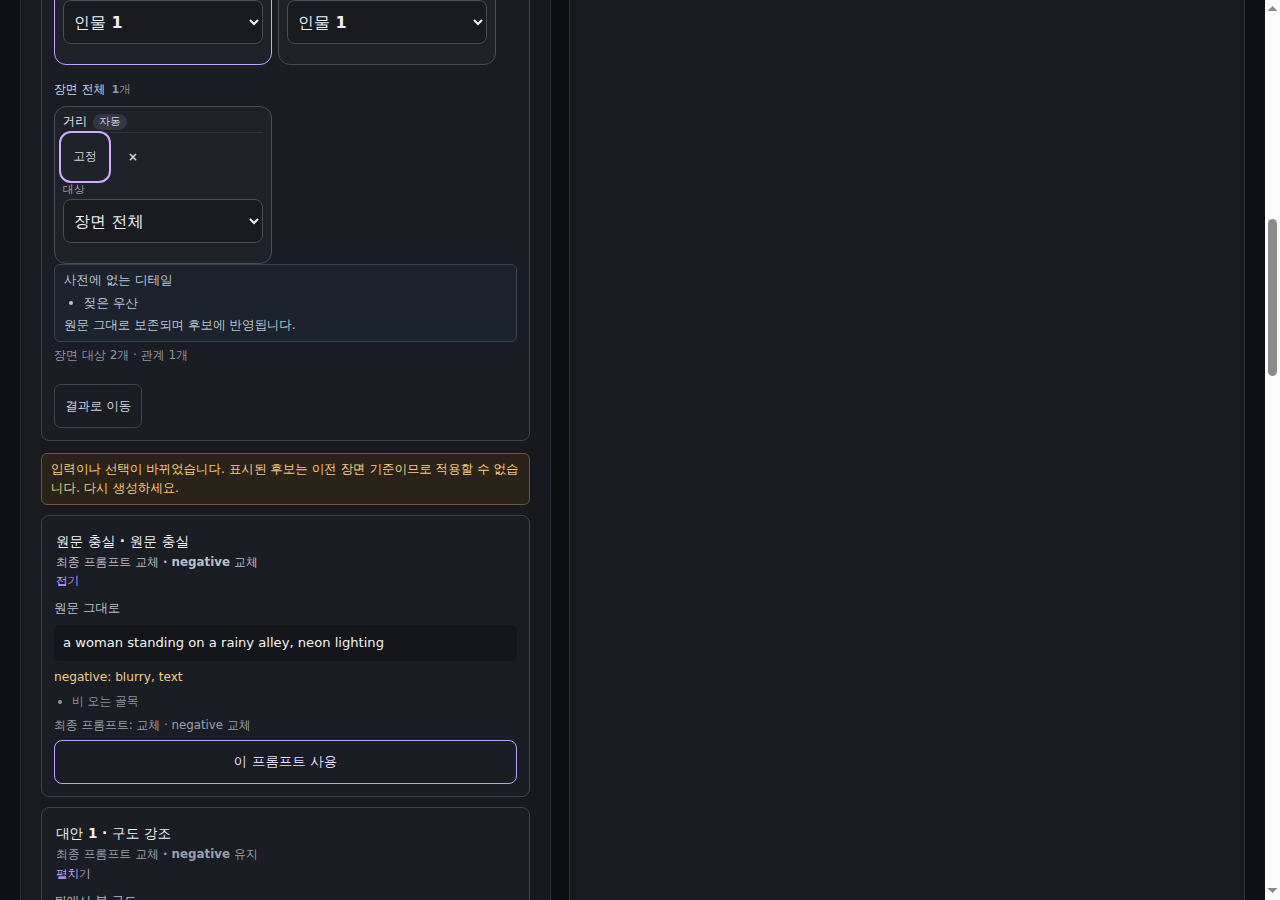 인물 1
인물 1
장면 전체 1개
거리 자동
고정 ×
대상
장면 전체
사전에 없는 디테일
• 젖은 우산
원문 그대로 보존되며 후보에 반영됩니다.
장면 대상 2개 · 관계 1개
결과로 이동
입력이나 선택이 바뀌었습니다. 표시된 후보는 이전 장면 기준이므로 적용할 수 없습
니다. 다시 생성하세요.
원문 충실 · 원문 충실
최종 프롬프트 교체 · negative 교체
접기
원문 그대로
a woman standing on a rainy alley, neon lighting
negative: blurry, text
• 비 오는 골목
최종 프롬프트: 교체 · negative 교체
이 프롬프트 사용
대안 1 · 구도 강조
최종 프롬프트 교체 · negative 유지
펼치기